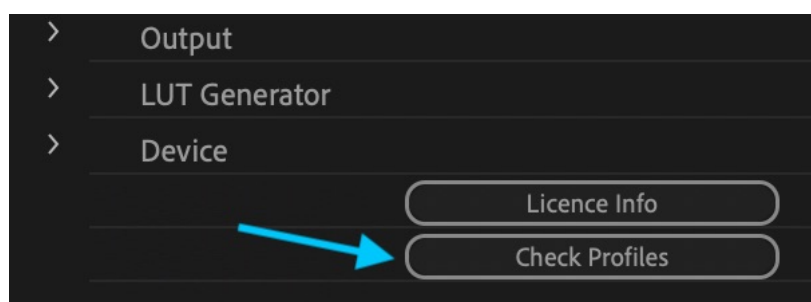 Output
LUT Generator
Device
Licence Info
Check Profiles